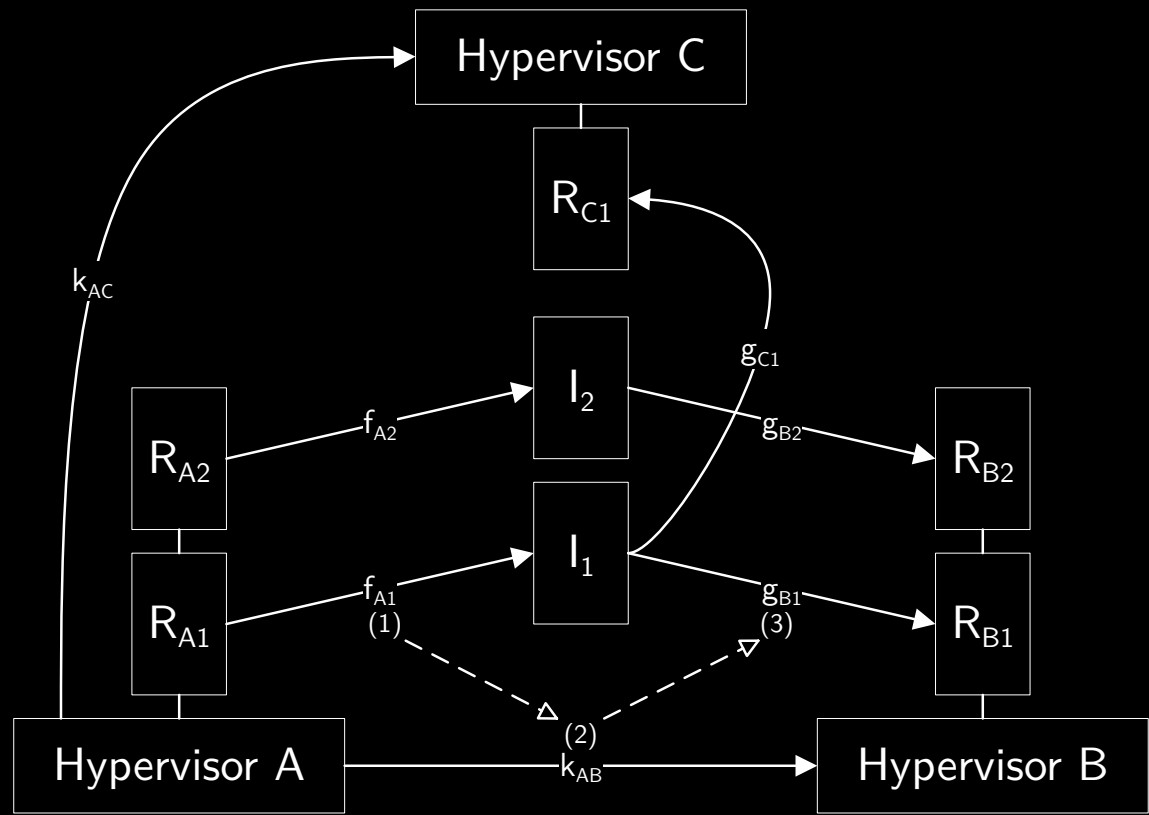 Hypervisor C
R_C1
k_AC
g_C1
I_2
f_A2
g_B2
R_A2
R_B2
I_1
f_A1
g_B1
R_A1
(1)
(3)
R_B1
(2)
Hypervisor A
k_AB
Hypervisor B